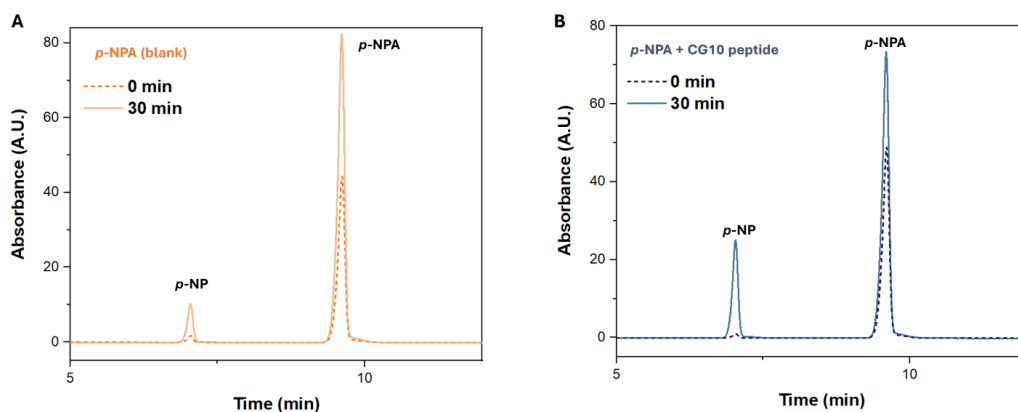 A
p-NPA (blank)
0 min
30 min
p-NPA
p-NP
80
60
40
20
0
Absorbance (A.U.)
5
10
Time (min)
B
p-NPA + CG10 peptide
0 min
30 min
p-NPA
p-NP
80
60
40
20
0
Absorbance (A.U.)
5
10
Time (min)